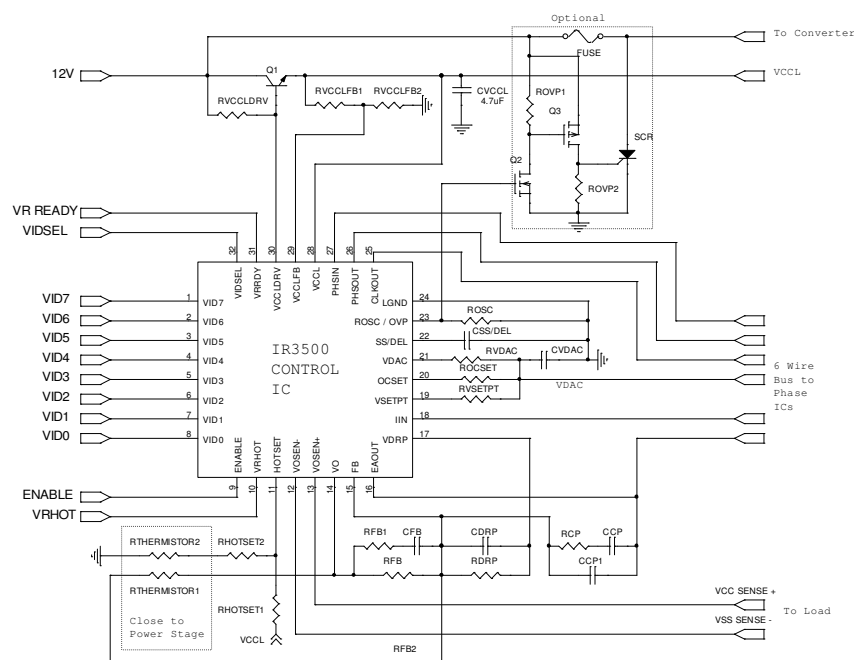 Optional
To Converter
FUSE
12V
Q1
VCCL
RVCCLDRV
RVCCLFB1
RVCCLFB2
CVCCL
4.7uF
ROVP1
Q3
SCR
Q2
ROVP2
VR READY
VIDSEL
32
31
30
29
28
27
26
25
VIDSEL
VRRDY
VCCLDRV
VCCLFB
VCCL
PHSIN
PHSOUT
CLKOUT
VID7
1
VID7
LGND
24
VID6
2
VID6
ROSC / OVP
23
ROSC
VID5
3
VID5
SS/DEL
22
CSS/DEL
VID4
4
VID4
VDAC
21
RVDAC
CVDAC
VID3
5
VID3
OCSET
20
ROCSET
VDAC
VID2
6
VID2
VSETPT
19
RVSETPT
VID1
7
VID1
IIN
18
VID0
8
VID0
VDRP
17
IR3500
CONTROL
IC
6 Wire
Bus to
Phase
ICs
ENABLE
VRHOT
HOTSET
VOSEN-
VOSEN+
VO
FB
EAOUT
9
10
11
12
13
14
15
16
ENABLE
VRHOT
RTHERMISTOR2
RHOTSET2
RFB1
CFB
CDRP
RCP
CCP
RFB
RDRP
CCP1
RTHERMISTOR1
RHOTSET1
Close to
Power Stage
VCCL
VCC SENSE +
To Load
VSS SENSE -
RFB2